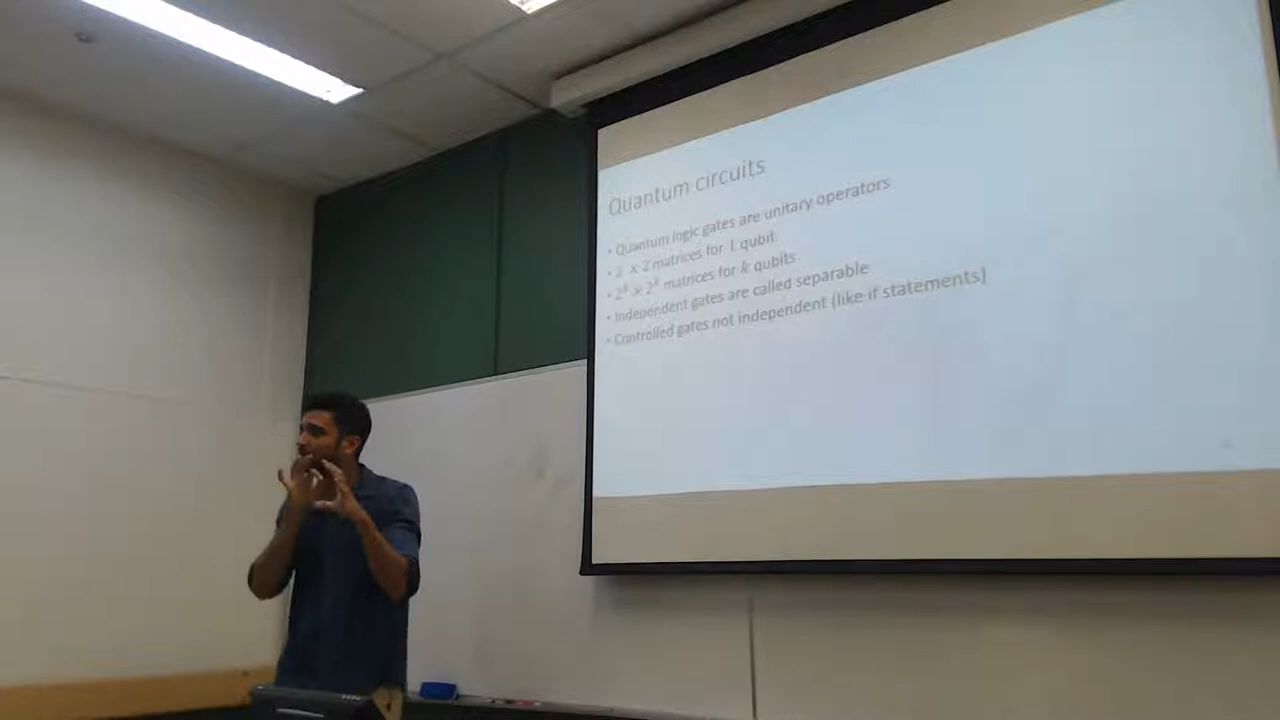 Quantum circuits
• Quantum logic gates are unitary operators
• 2 × 2 matrices for 1 qubit
• 2ᵏ × 2ᵏ matrices for k qubits
• Independent gates are called separable
• Controlled gates not independent (like if statements)